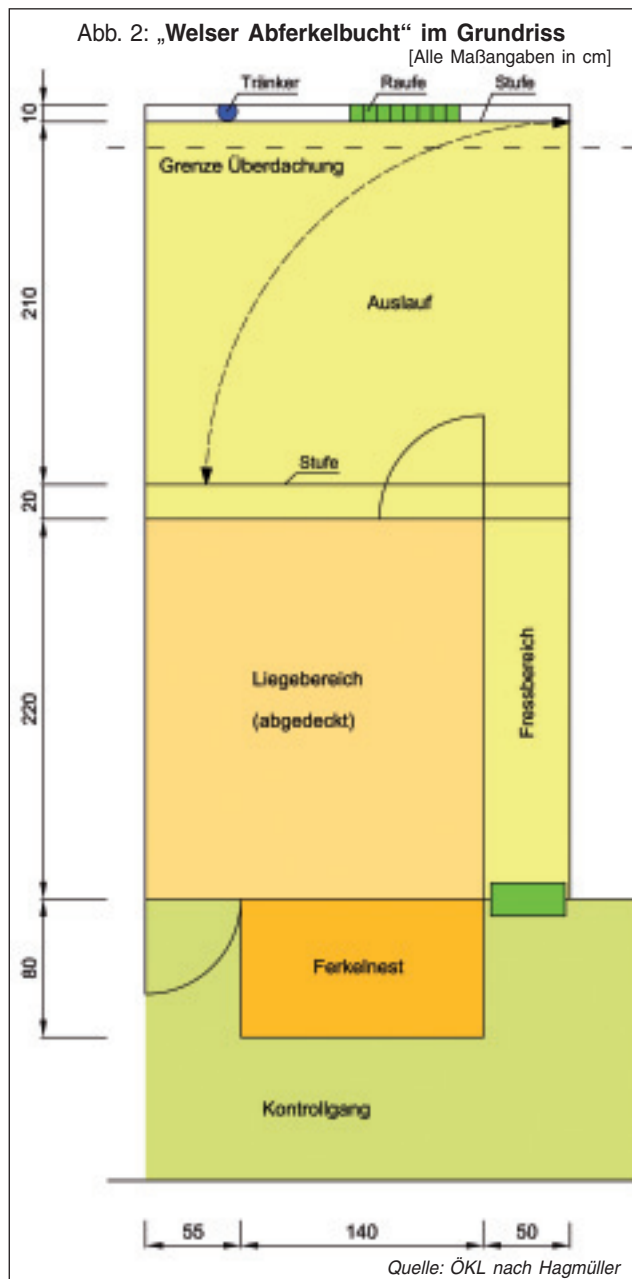 Abb. 2: „Welser Abferkelbucht“ im Grundriss
[Alle Maßangaben in cm]
Tränker
Raufe
Stufe
10
Grenze Überdachung
210
Auslauf
Stufe
20
Liegebereich
(abgedeckt)
Fressbereich
220
80
Ferkelnest
Kontrollgang
55
140
50
Quelle: ÖKL nach Hagmüller